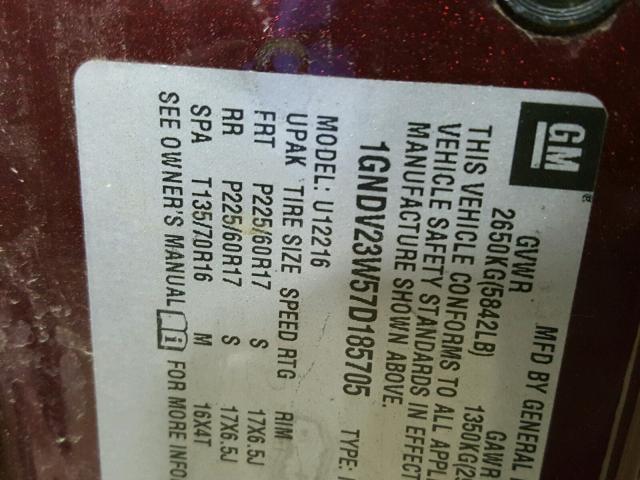 GM
MFD BY GENERAL
GVWR GAWR
2650KG(5842LB) 1350KG(2
THIS VEHICLE CONFORMS TO ALL APPL
VEHICLE SAFETY STANDARDS IN EFFECT
MANUFACTURE SHOWN ABOVE.
1GNDV23W57D185705 TYPE:
MODEL: U12216
UPAK TIRE SIZE SPEED RTG RIM
FRT P225/60R17 S 17X6.5J
RR P225/60R17 S 17X6.5J
SPA T135/70R16 M 16X4T
SEE OWNER'S MANUAL i FOR MORE INFO